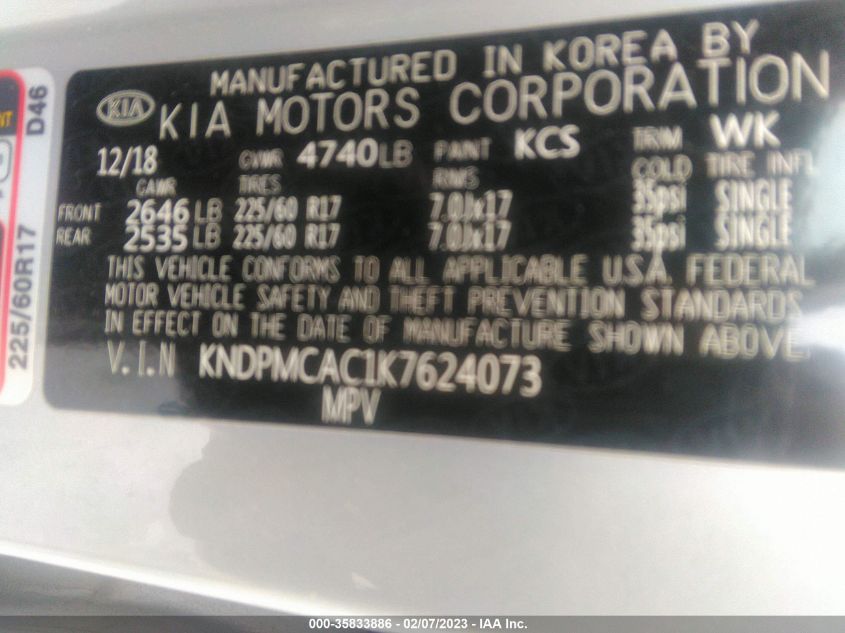 MANUFACTURED IN KOREA BY
KIA KIA MOTORS CORPORATION
12/18 GVWR 4740LB PAINT KCS TRIM WK
GAWR TIRES RIMS COLD TIRE INFL
FRONT 2646 LB 225/60 R17 7.0Jx17 35psi SINGLE
REAR 2535 LB 225/60 R17 7.0Jx17 35psi SINGLE
THIS VEHICLE CONFORMS TO ALL APPLICABLE U.S.A. FEDERAL
MOTOR VEHICLE SAFETY AND THEFT PREVENTION STANDARDS
IN EFFECT ON THE DATE OF MANUFACTURE SHOWN ABOVE.
V.I.N KNDPMCAC1K7624073
MPV
D46
225/60R17
000-35833886 - 02/07/2023 - IAA Inc.